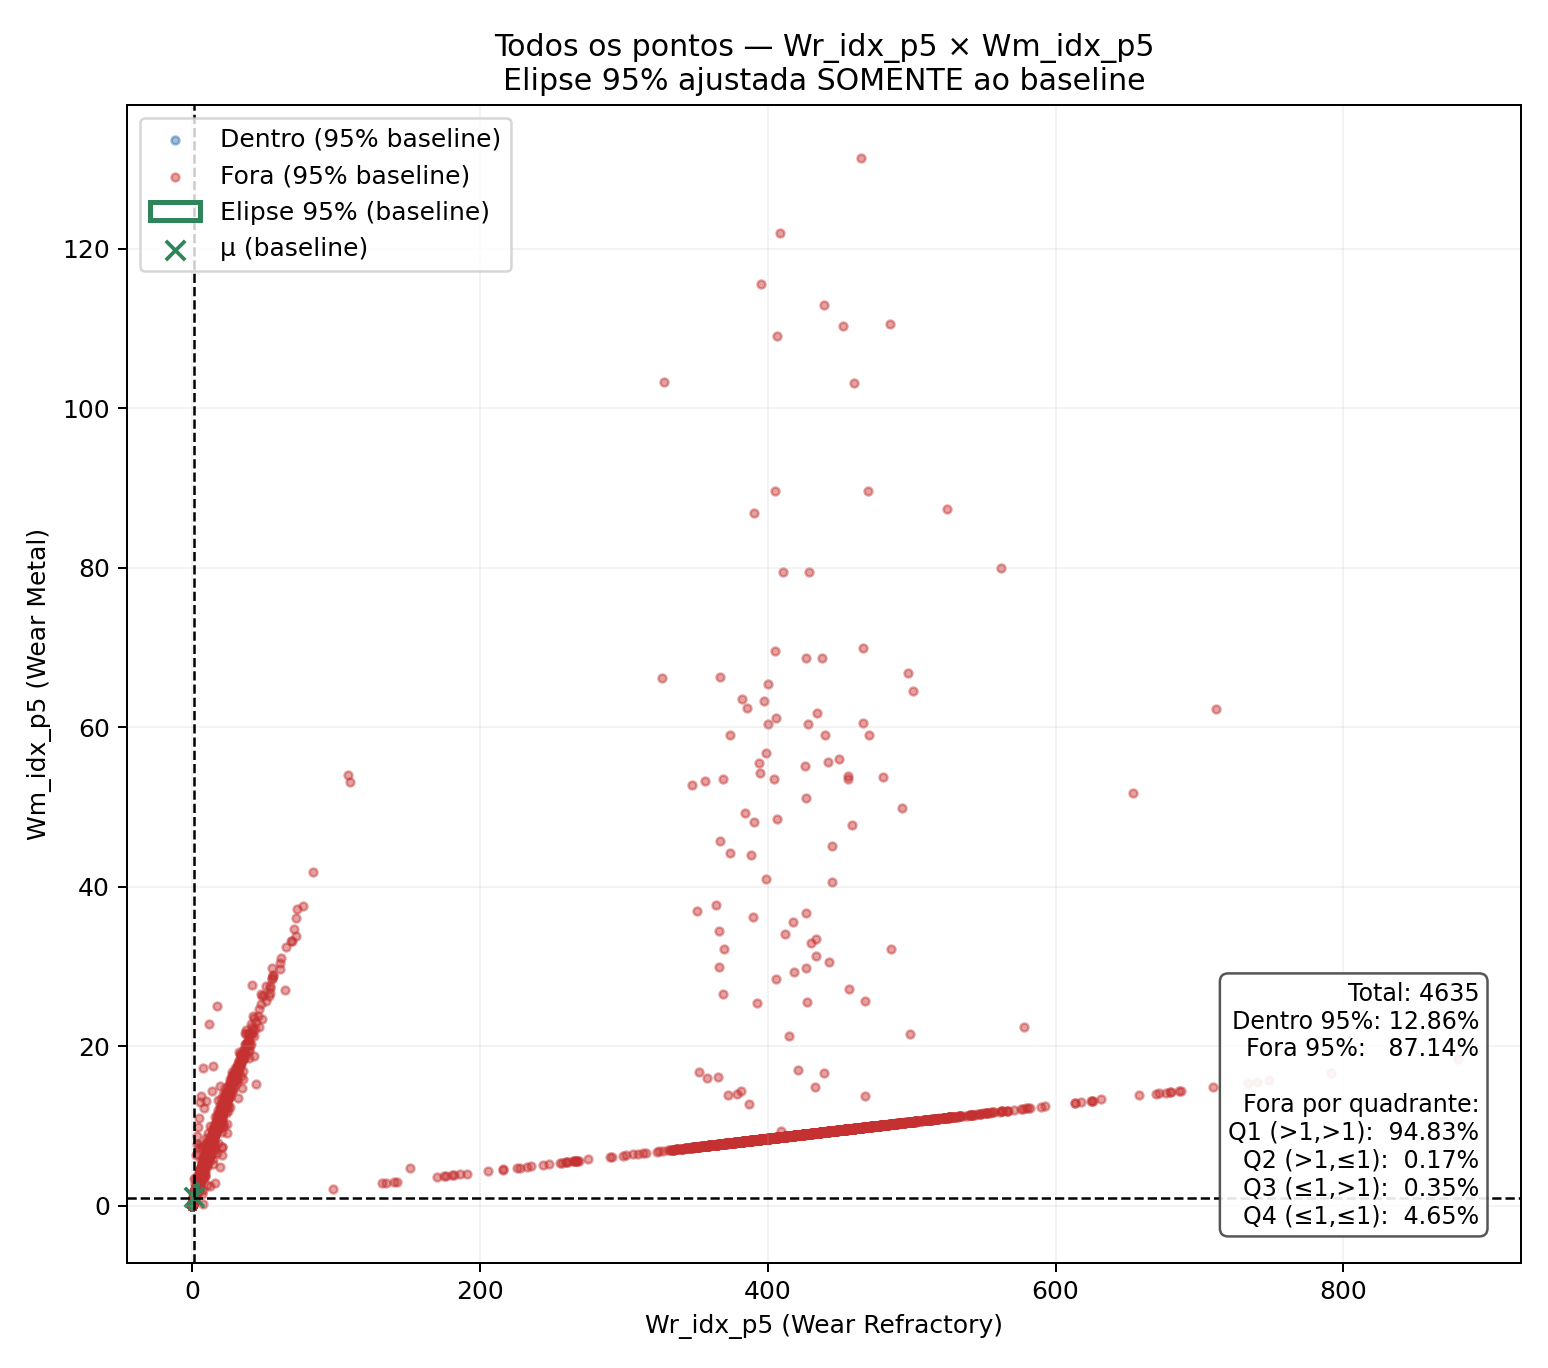 Todos os pontos — Wr_idx_p5 × Wm_idx_p5
Elipse 95% ajustada SOMENTE ao baseline
Dentro (95% baseline)
Fora (95% baseline)
Elipse 95% (baseline)
μ (baseline)
Wm_idx_p5 (Wear Metal)
120
100
80
60
40
20
0
Total: 4635
Dentro 95%: 12.86%
Fora 95%: 87.14%
Fora por quadrante:
Q1 (>1,>1): 94.83%
Q2 (>1,≤1): 0.17%
Q3 (≤1,>1): 0.35%
Q4 (≤1,≤1): 4.65%
0 200 400 600 800
Wr_idx_p5 (Wear Refractory)